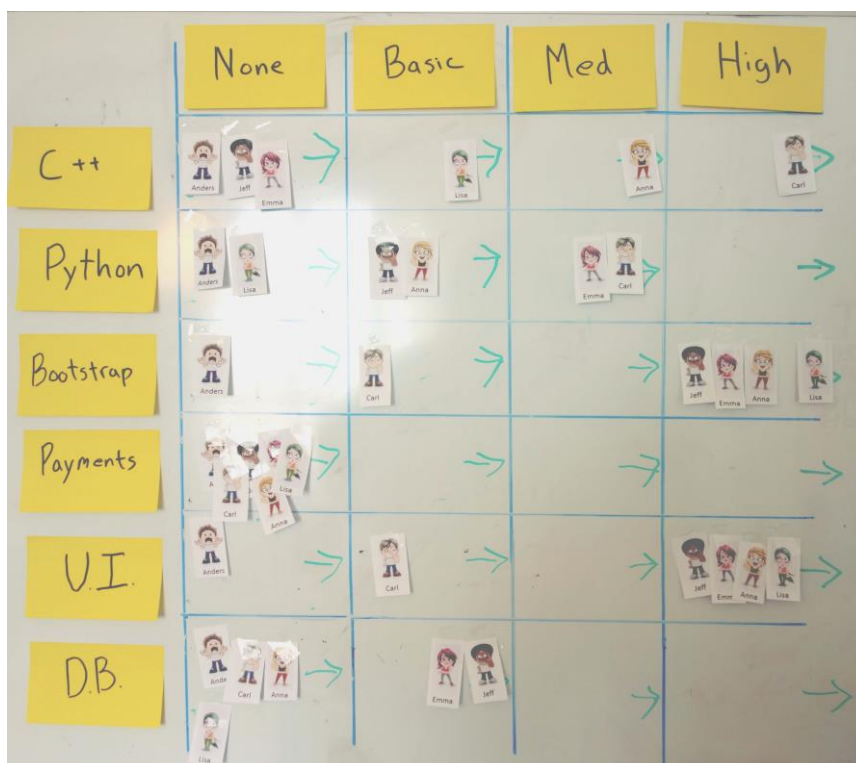 None Basic Med High
C++
Anders Jeff Emma Lisa Anna Carl
Python
Anders Lisa Jeff Anna Emma Carl
Bootstrap
Anders Carl Jeff Emma Anna Lisa
Payments
Lisa
Carl Anna
U.I.
Anders Carl Jeff Anna Lisa
D.B.
Carl Anna Emma Jeff
Lisa